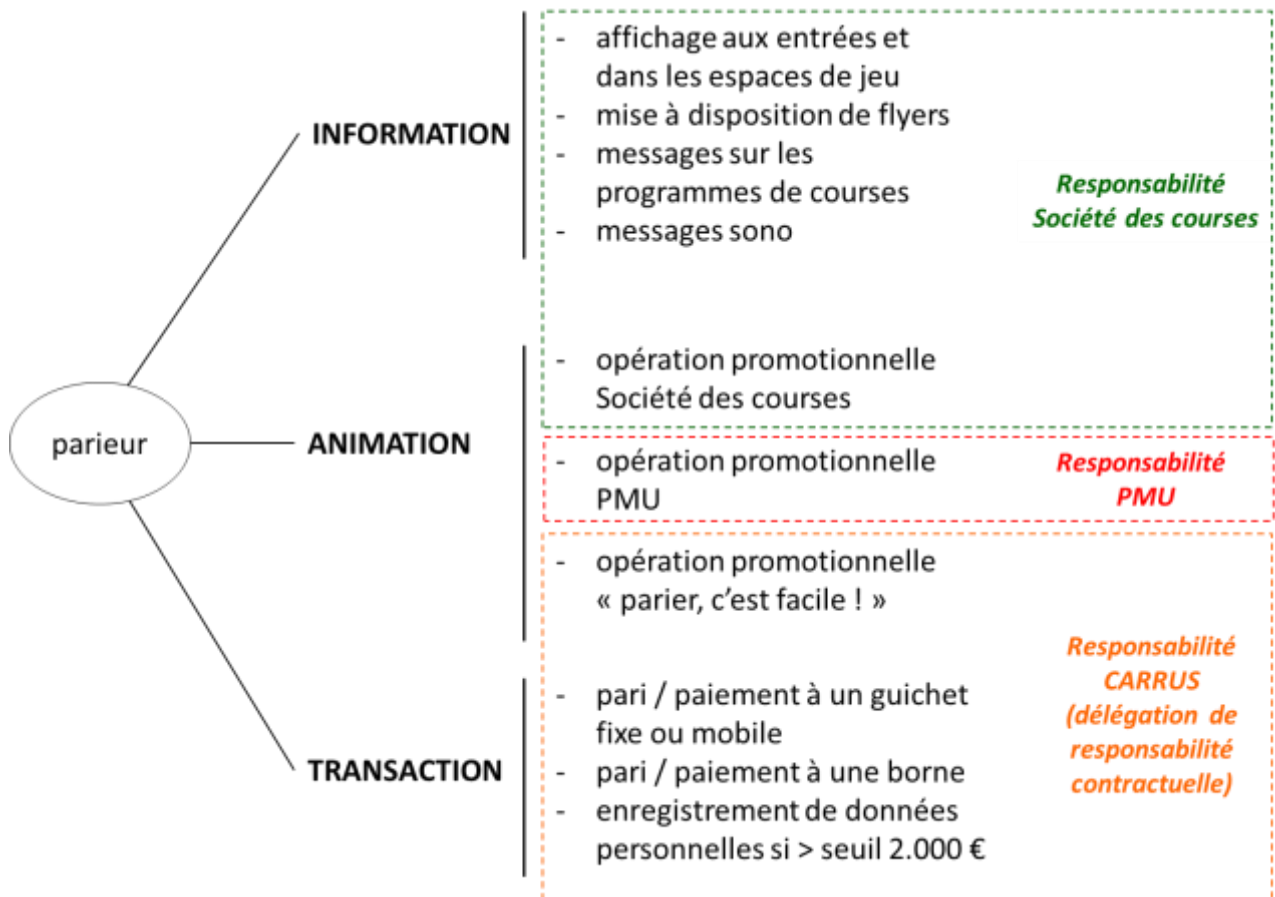 parieur
INFORMATION
- affichage aux entrées et
dans les espaces de jeu
- mise à disposition de flyers
- messages sur les
programmes de courses
- messages sono
Responsabilité
Société des courses
ANIMATION
- opération promotionnelle
Société des courses
- opération promotionnelle
PMU
Responsabilité
PMU
- opération promotionnelle
« parier, c'est facile ! »
TRANSACTION
- pari / paiement à un guichet
fixe ou mobile
- pari / paiement à une borne
- enregistrement de données
personnelles si > seuil 2.000 €
Responsabilité
CARRUS
(délégation de
responsabilité
contractuelle)